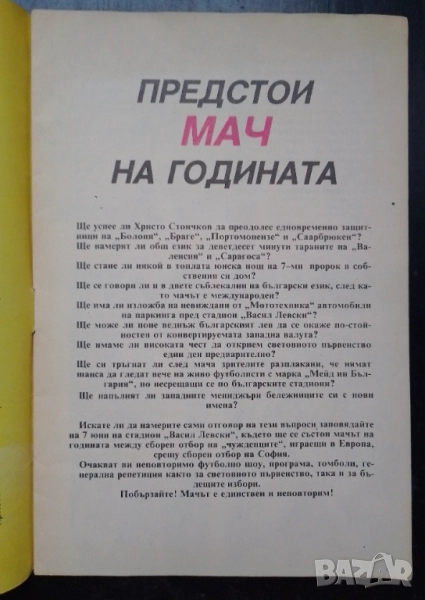 ПРЕДСТОИ
МАЧ
НА ГОДИНАТА
Ще успее ли Христо Стоичков да преодолее едновременно защит-
ници на „Болоня", „Браге", „Портомоненzе" и „Саарбрюкен"?
Ще намерят ли общ език за деветдесет минути тараните на „Ва-
ленсия" и „Сарагоса"?
Ще стане ли някой в топлата юнска нощ на 7-ми пророк в соб-
ствения си дом?
Ще се говори ли и в двете съблекални на български език, след ка-
то мачът е международен?
Ще има ли изложба на невиждани от „Мототехника" автомобили
на паркинга пред стадион „Васил Левски"?
Ще може ли поне веднъж българският лев да се окаже по-стой-
ностен от конвертируемата западна валута?
Ще имаме ли високата чест да открием световното първенство
един ден предварително?
Ще си тръгнат ли след мача зрителите разплакани, че нямат
шанса да гледат вече на живо футболисти с марка „Мейд ин Бъл-
гария", но несрещащи се по българските стадиони?
Ще напълнят ли западните мениджъри бележниците си с нови
имена?
Искате ли да намерите сами отговор на тези въпроси заповядайте
на 7 юни на стадион „Васил Левски", където ще се състои мачът на
годината между сборен отбор на „чужденците", играещи в Европа,
срещу сборен отбор на София.
Очакват ви неповторимо футболно шоу, програма, томболи, ге-
нерална репетиция както за световното първенство, така и за бъ-
дещите избори.
Побързайте! Мачът е единствен и неповторим!
BAZAR